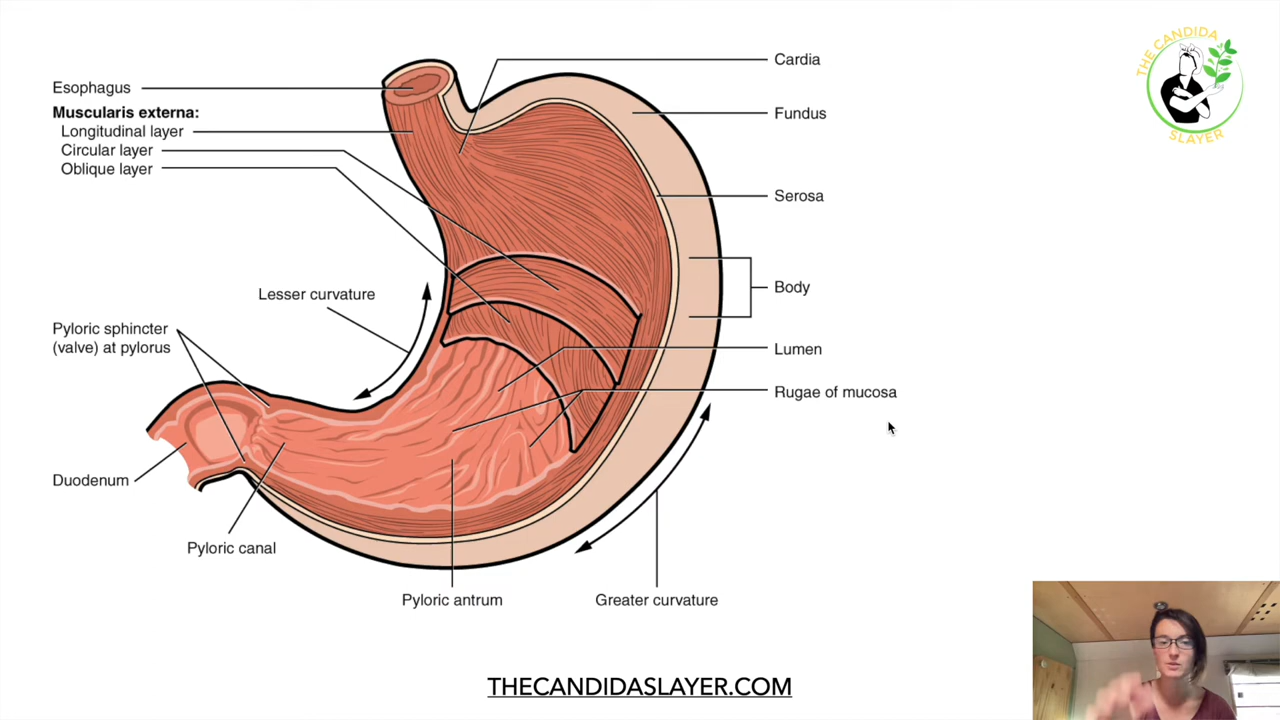 Esophagus
Muscularis externa:
Longitudinal layer
Circular layer
Oblique layer
Lesser curvature
Pyloric sphincter
(valve) at pylorus
Duodenum
Pyloric canal
Pyloric antrum
Greater curvature
Cardia
Fundus
Serosa
Body
Lumen
Rugae of mucosa
THE CANDIDA
SLAYER
THECANDIDASLAYER.COM